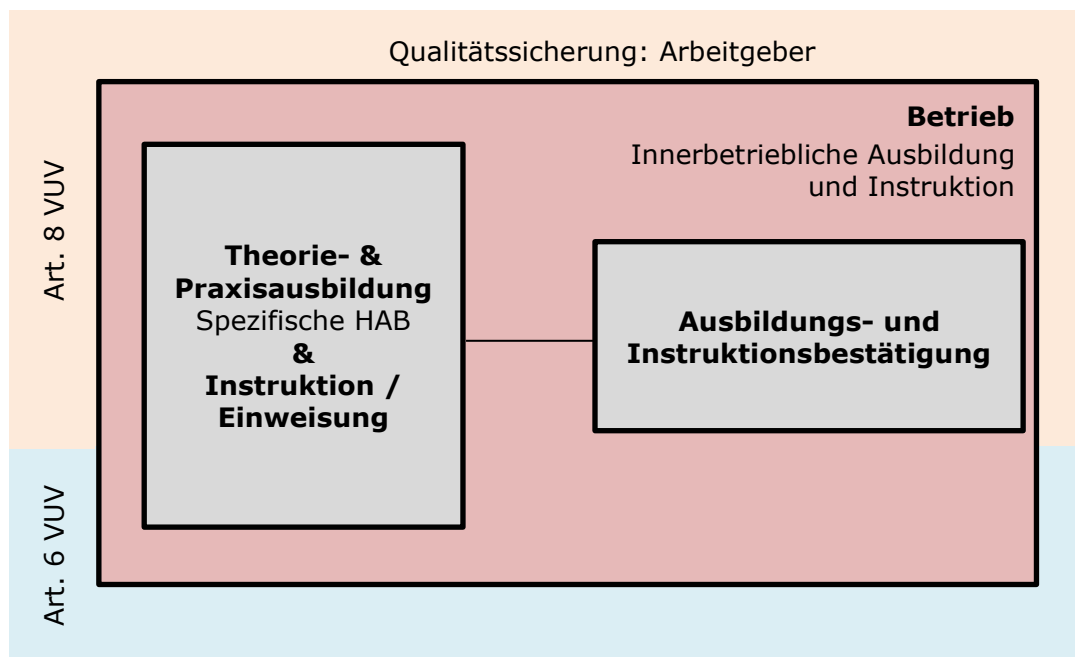 Qualitätssicherung: Arbeitgeber
Betrieb
Innerbetriebliche Ausbildung
und Instruktion
Art. 8 VUV
Theorie- &
Praxisausbildung
Spezifische HAB
&
Instruktion /
Einweisung
Ausbildungs- und
Instruktionsbestätigung
Art. 6 VUV